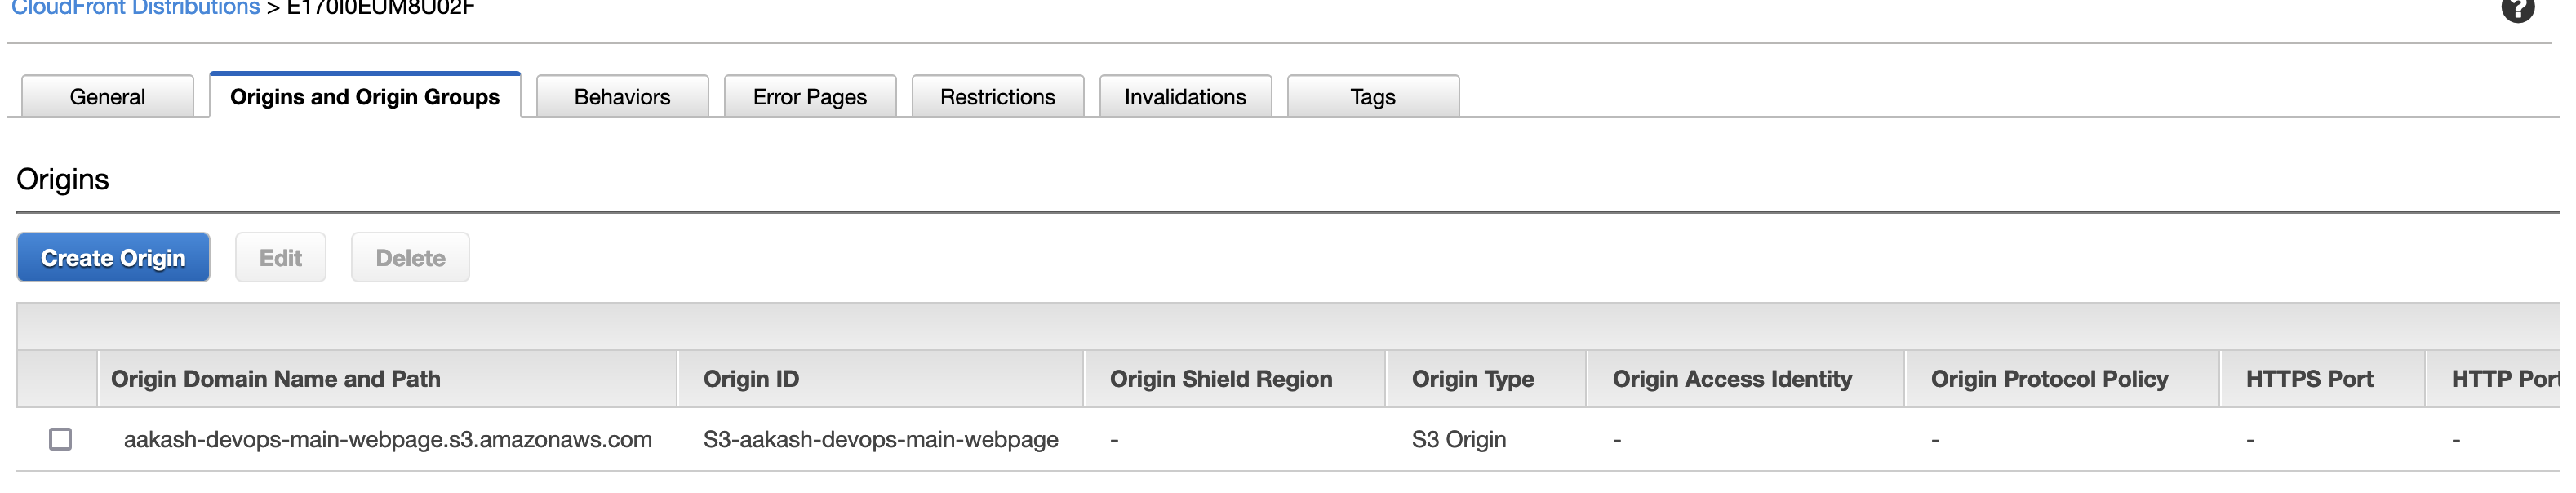 CloudFront Distributions > E170I0EUM8U02F
?
General Origins and Origin Groups Behaviors Error Pages Restrictions Invalidations Tags
Origins
Create Origin Edit Delete
Origin Domain Name and Path Origin ID Origin Shield Region Origin Type Origin Access Identity Origin Protocol Policy HTTPS Port HTTP Port
aakash-devops-main-webpage.s3.amazonaws.com S3-aakash-devops-main-webpage - S3 Origin - - - -